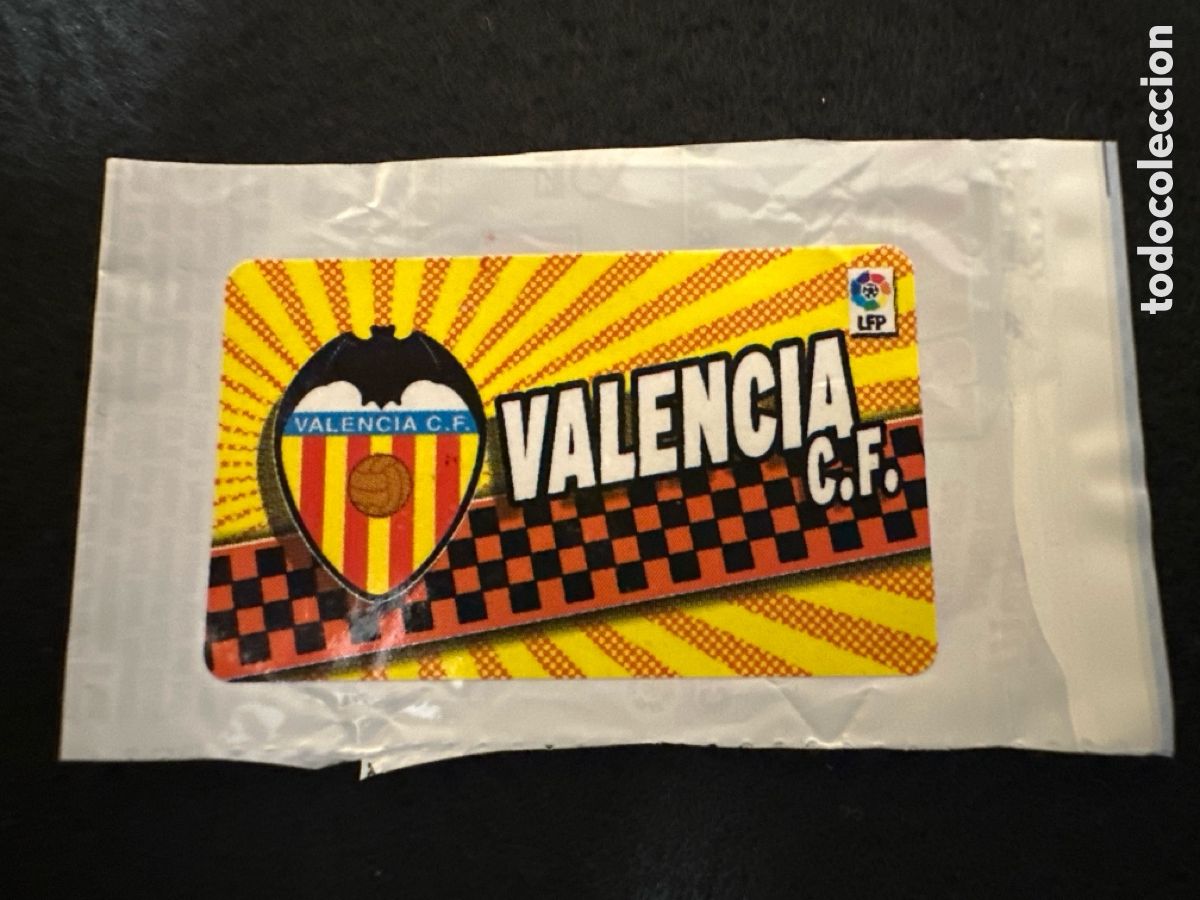 VALENCIA C.F.
VALENCIA
C.F.
LFP
todocoleccion